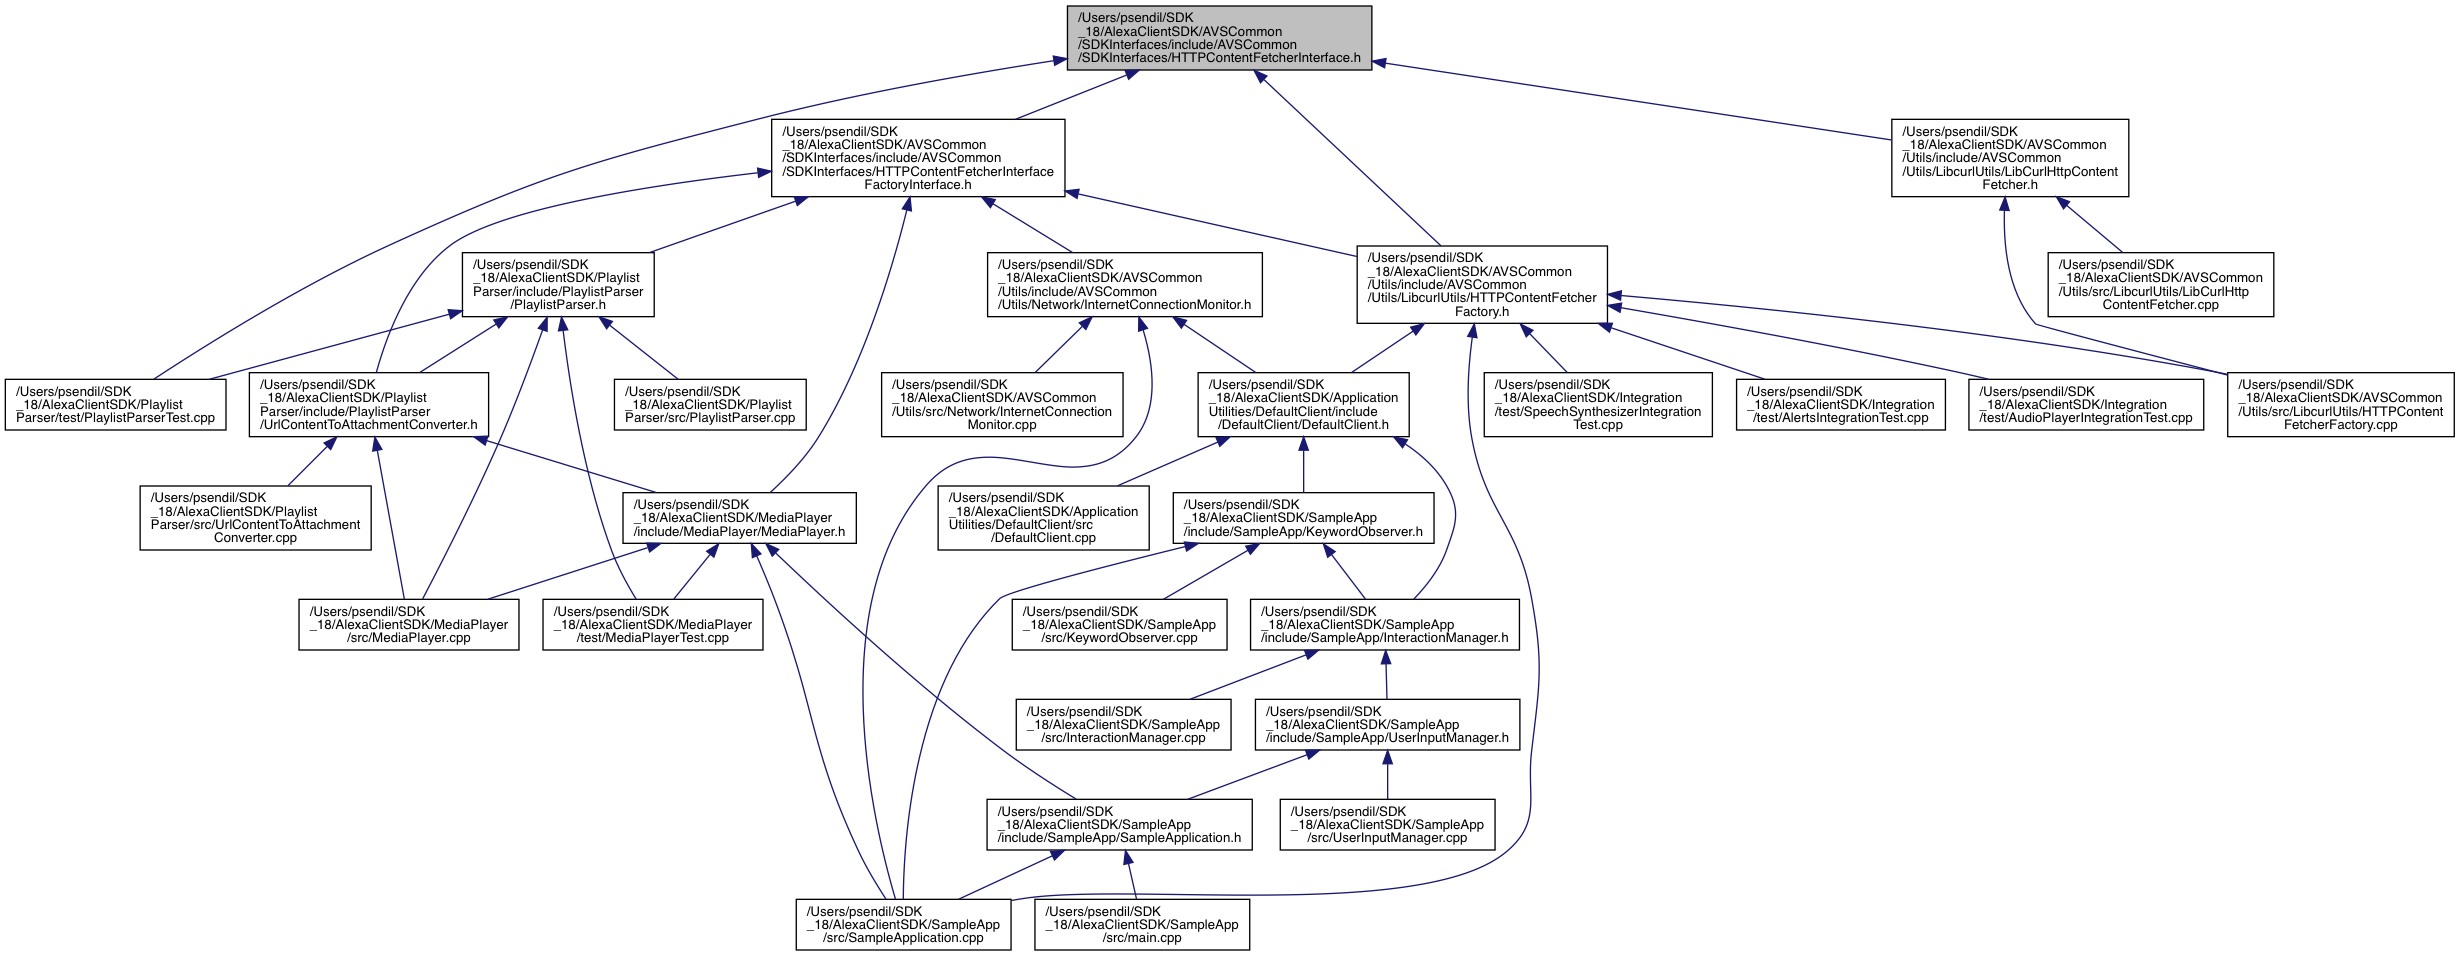 /Users/psendil/SDK
_18/AlexaClientSDK/AVSCommon
/SDKInterfaces/include/AVSCommon
/SDKInterfaces/HTTPContentFetcherInterface.h
/Users/psendil/SDK
_18/AlexaClientSDK/AVSCommon
/SDKInterfaces/include/AVSCommon
/SDKInterfaces/HTTPContentFetcherInterface
FactoryInterface.h
/Users/psendil/SDK
_18/AlexaClientSDK/AVSCommon
/Utils/include/AVSCommon
/Utils/LibcurlUtils/LibCurlHttpContent
Fetcher.h
/Users/psendil/SDK
_18/AlexaClientSDK/Playlist
Parser/include/PlaylistParser
/PlaylistParser.h
/Users/psendil/SDK
_18/AlexaClientSDK/AVSCommon
/Utils/include/AVSCommon
/Utils/Network/InternetConnectionMonitor.h
/Users/psendil/SDK
_18/AlexaClientSDK/AVSCommon
/Utils/include/AVSCommon
/Utils/LibcurlUtils/HTTPContentFetcher
Factory.h
/Users/psendil/SDK
_18/AlexaClientSDK/AVSCommon
/Utils/src/LibcurlUtils/LibCurlHttp
ContentFetcher.cpp
/Users/psendil/SDK
_18/AlexaClientSDK/Playlist
Parser/test/PlaylistParserTest.cpp
/Users/psendil/SDK
_18/AlexaClientSDK/Playlist
Parser/include/PlaylistParser
/UrlContentToAttachmentConverter.h
/Users/psendil/SDK
_18/AlexaClientSDK/Playlist
Parser/src/PlaylistParser.cpp
/Users/psendil/SDK
_18/AlexaClientSDK/AVSCommon
/Utils/src/Network/InternetConnection
Monitor.cpp
/Users/psendil/SDK
_18/AlexaClientSDK/Application
Utilities/DefaultClient/include
/DefaultClient/DefaultClient.h
/Users/psendil/SDK
_18/AlexaClientSDK/Integration
/test/SpeechSynthesizerIntegration
Test.cpp
/Users/psendil/SDK
_18/AlexaClientSDK/Integration
/test/AlertsIntegrationTest.cpp
/Users/psendil/SDK
_18/AlexaClientSDK/Integration
/test/AudioPlayerIntegrationTest.cpp
/Users/psendil/SDK
_18/AlexaClientSDK/AVSCommon
/Utils/src/LibcurlUtils/HTTPContent
FetcherFactory.cpp
/Users/psendil/SDK
_18/AlexaClientSDK/Playlist
Parser/src/UrlContentToAttachment
Converter.cpp
/Users/psendil/SDK
_18/AlexaClientSDK/MediaPlayer
/include/MediaPlayer/MediaPlayer.h
/Users/psendil/SDK
_18/AlexaClientSDK/Application
Utilities/DefaultClient/src
/DefaultClient.cpp
/Users/psendil/SDK
_18/AlexaClientSDK/SampleApp
/include/SampleApp/KeywordObserver.h
/Users/psendil/SDK
_18/AlexaClientSDK/MediaPlayer
/src/MediaPlayer.cpp
/Users/psendil/SDK
_18/AlexaClientSDK/MediaPlayer
/test/MediaPlayerTest.cpp
/Users/psendil/SDK
_18/AlexaClientSDK/SampleApp
/src/KeywordObserver.cpp
/Users/psendil/SDK
_18/AlexaClientSDK/SampleApp
/include/SampleApp/InteractionManager.h
/Users/psendil/SDK
_18/AlexaClientSDK/SampleApp
/src/InteractionManager.cpp
/Users/psendil/SDK
_18/AlexaClientSDK/SampleApp
/include/SampleApp/UserInputManager.h
/Users/psendil/SDK
_18/AlexaClientSDK/SampleApp
/include/SampleApp/SampleApplication.h
/Users/psendil/SDK
_18/AlexaClientSDK/SampleApp
/src/UserInputManager.cpp
/Users/psendil/SDK
_18/AlexaClientSDK/SampleApp
/src/SampleApplication.cpp
/Users/psendil/SDK
_18/AlexaClientSDK/SampleApp
/src/main.cpp